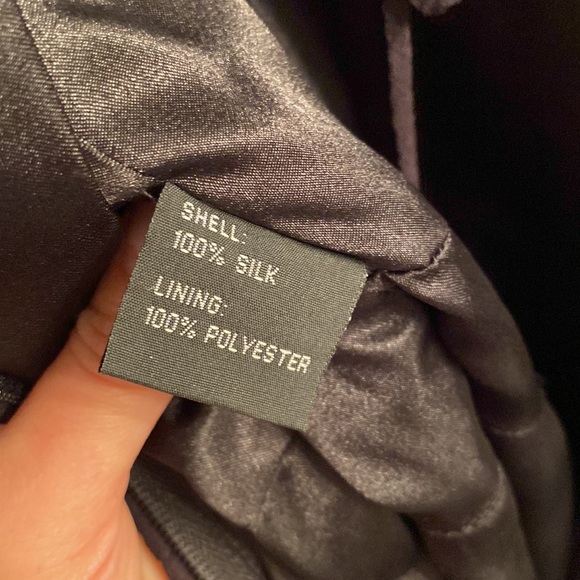 SHELL:
100% SILK
LINING:
100% POLYESTER